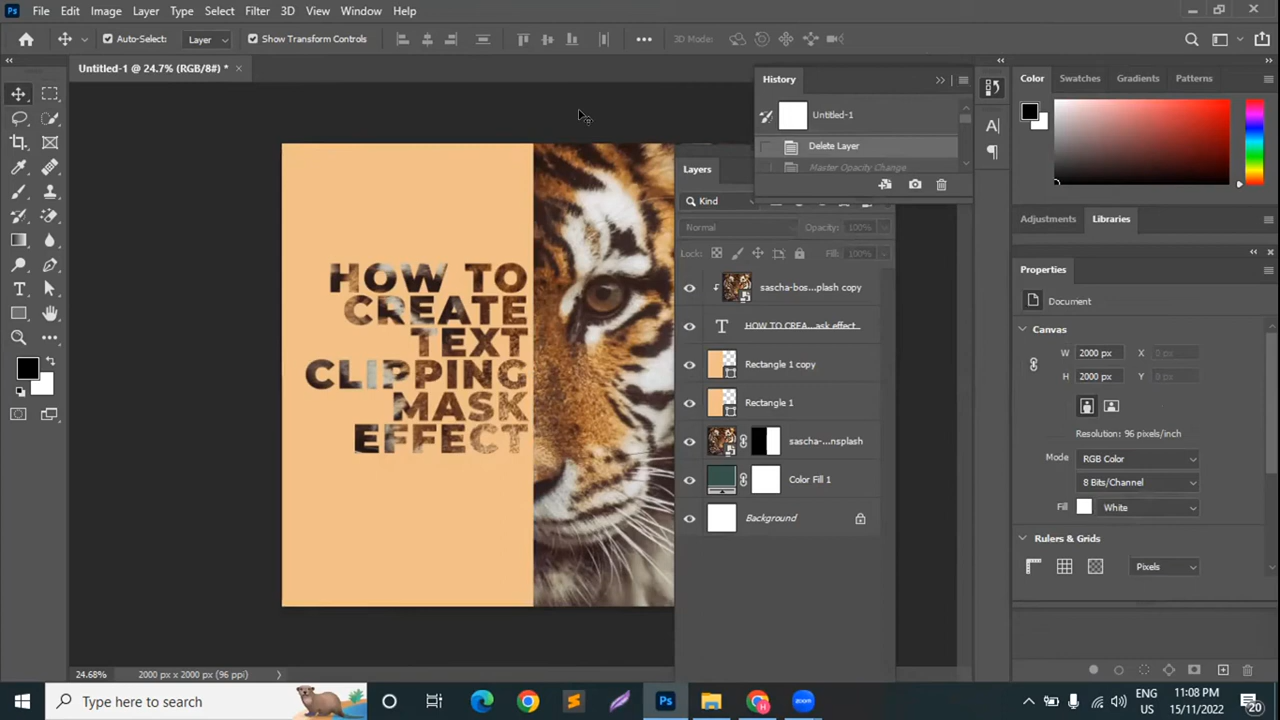 Ps File Edit Image Layer Type Select Filter 3D View Window Help
Auto-Select: Layer Show Transform Controls 3D Mode:
Untitled-1 @ 24.7% (RGB/8#) * ×
History
Untitled-1
Delete Layer
Master Opacity Change
Layers
Kind
Normal Opacity: 100%
Lock: Fill: 100%
sascha-bos...plash copy
T HOW TO CREA...ask effect
Rectangle 1 copy
Rectangle 1
sascha-...nsplash
Color Fill 1
Background
HOW TO
CREATE
TEXT
CLIPPING
MASK
EFFECT
Color Swatches Gradients Patterns
Adjustments Libraries
Properties
Document
Canvas
W 2000 px X 0 px
H 2000 px Y 0 px
Resolution: 96 pixels/inch
Mode RGB Color
8 Bits/Channel
Fill White
Rulers & Grids
Pixels
24.68% 2000 px x 2000 px (96 ppi)
Type here to search
Ps
zoom
ENG
US
11:08 PM
15/11/2022
20